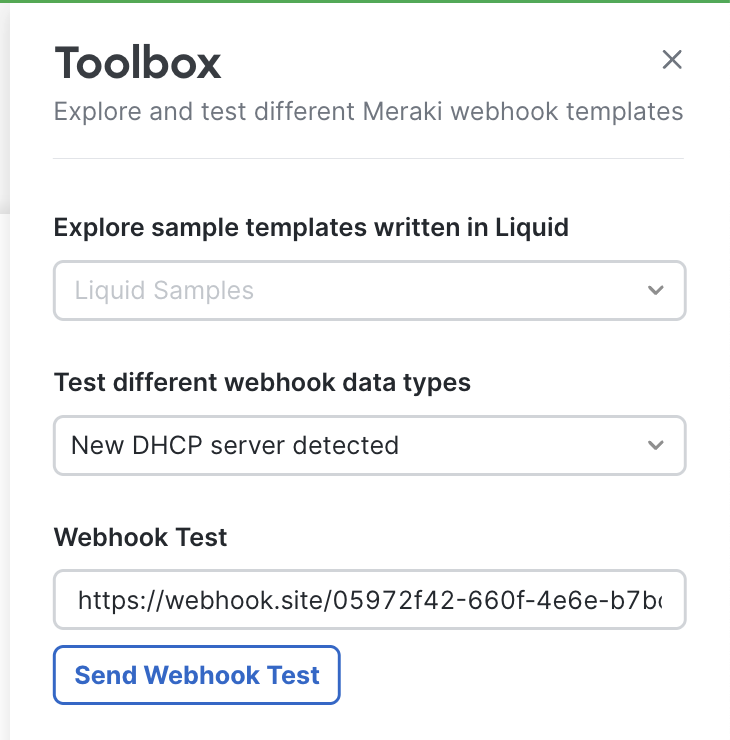 Toolbox
Explore and test different Meraki webhook templates
Explore sample templates written in Liquid
Liquid Samples
Test different webhook data types
New DHCP server detected
Webhook Test
https://webhook.site/05972f42-660f-4e6e-b7b
Send Webhook Test